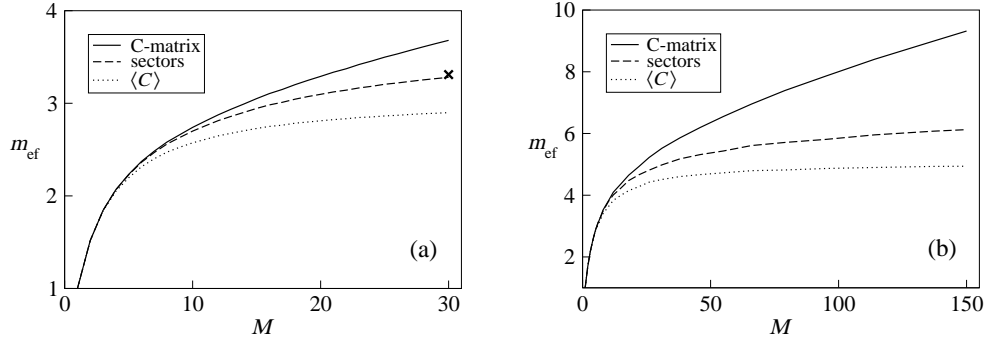 4
C-matrix
sectors
⟨C⟩
3
m_ef
2
(a)
1
0
10
20
30
M
10
C-matrix
sectors
8
⟨C⟩
6
m_ef
4
2
(b)
0
50
100
150
M